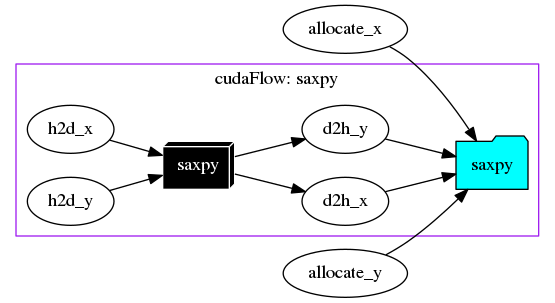 allocate_x
cudaFlow: saxpy
h2d_x
d2h_y
saxpy
saxpy
h2d_y
d2h_x
allocate_y